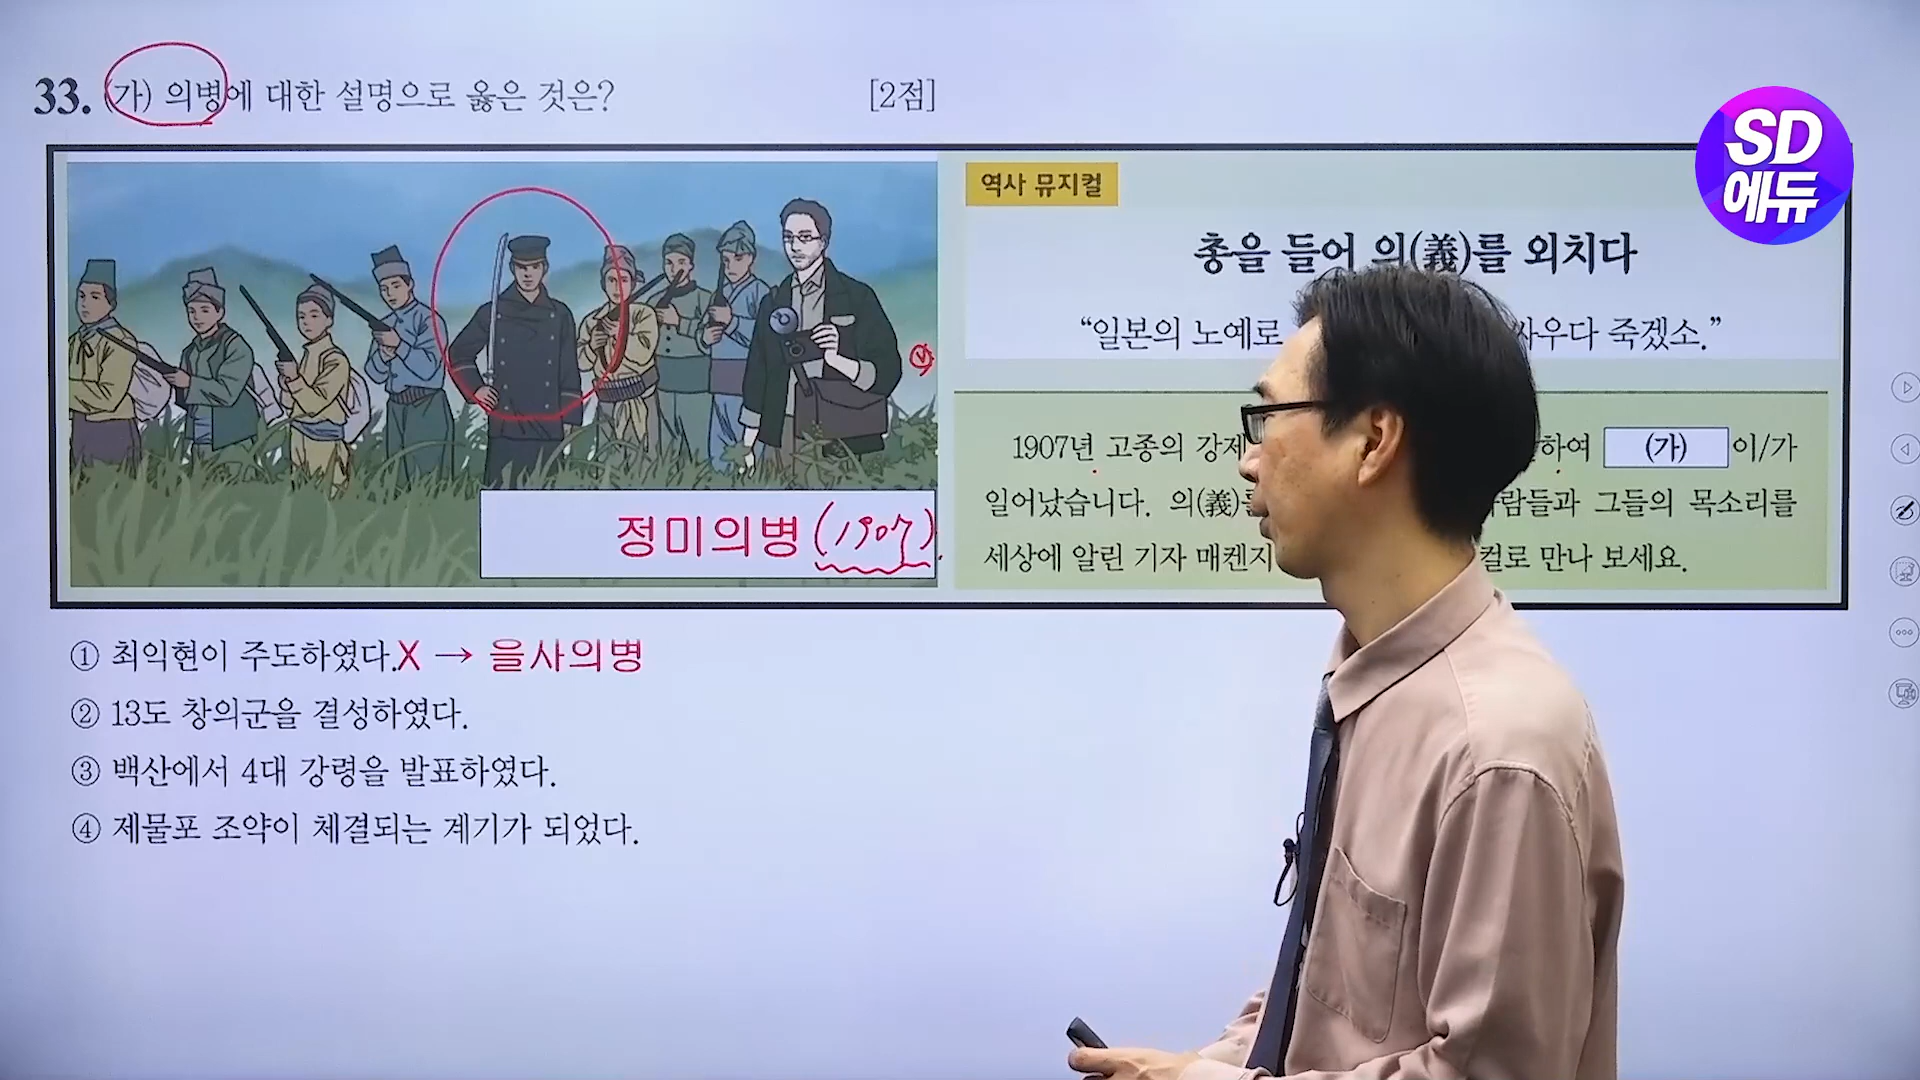 33. (가) 의병에 대한 설명으로 옳은 것은? [2점]
SD
에듀
역사 뮤지컬
총을 들어 의(義)를 외치다
“일본의 노예로 싸우다 죽겠소.”
1907년 고종의 강제 하여 (가) 이/가
일어났습니다. 의(義)를 사람들과 그들의 목소리를
세상에 알린 기자 매켄지 만나 보세요.
정미의병 (1907)
① 최익현이 주도하였다.X → 을사의병
② 13도 창의군을 결성하였다.
③ 백산에서 4대 강령을 발표하였다.
④ 제물포 조약이 체결되는 계기가 되었다.